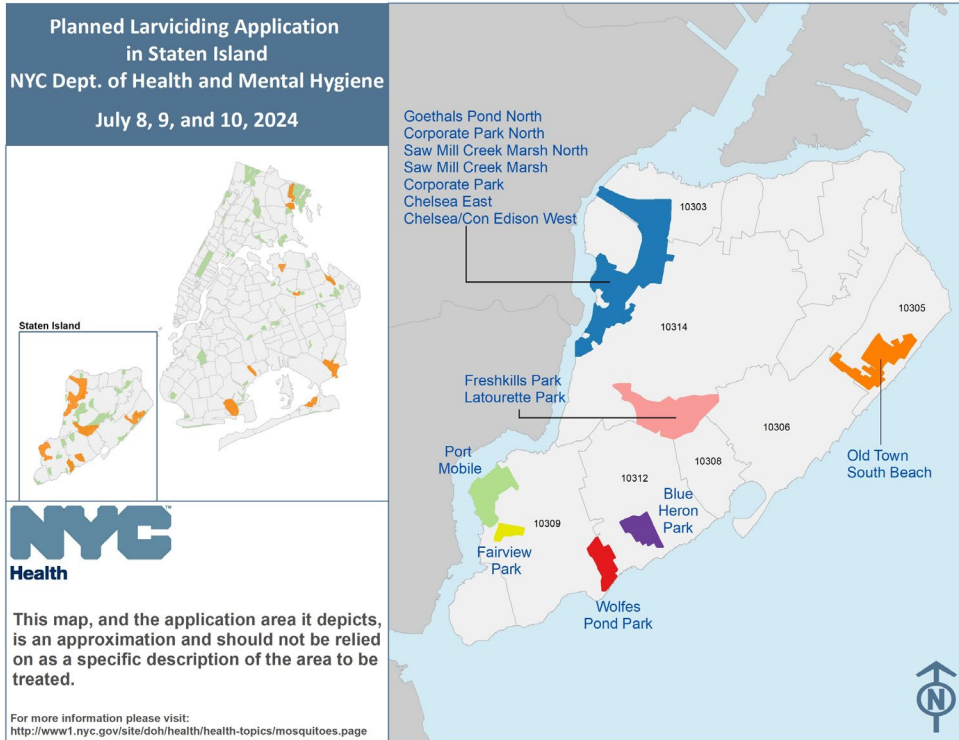 Planned Larviciding Application
in Staten Island
NYC Dept. of Health and Mental Hygiene
July 8, 9, and 10, 2024
Staten Island
NYC
TM
Health
This map, and the application area it depicts,
is an approximation and should not be relied
on as a specific description of the area to be
treated.
For more information please visit:
http://www1.nyc.gov/site/doh/health/health-topics/mosquitoes.page
Goethals Pond North
Corporate Park North
Saw Mill Creek Marsh North
Saw Mill Creek Marsh
Corporate Park
Chelsea East
Chelsea/Con Edison West
10303
10314
10305
Freshkills Park
Latourette Park
10306
Old Town
South Beach
10308
Port
Mobile
10312
Blue
Heron
Park
10309
Fairview
Park
Wolfes
Pond Park
N